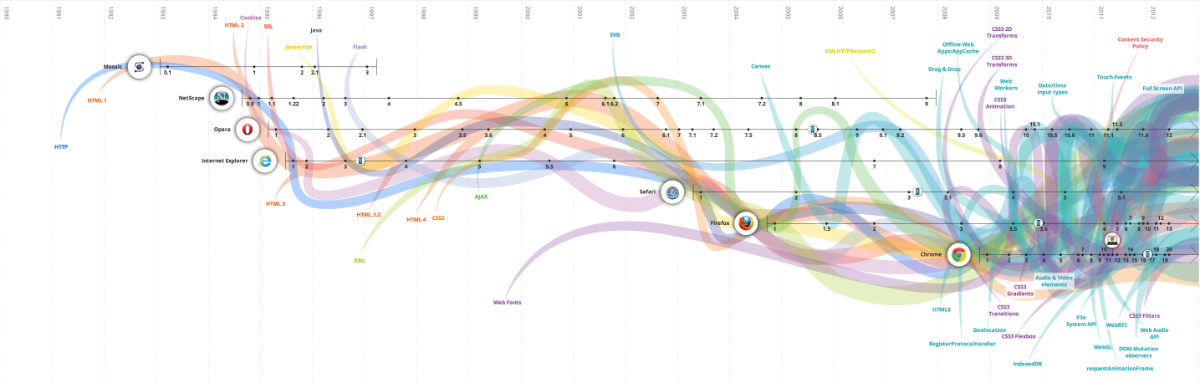 1990 1991 1992 1993 1994 1995 1996 1997 1998 1999 2000 2001 2002 2003 2004 2005 2006 2007 2008 2009 2010 2011 2012
Cookies
HTML 2
SSL
Java
Javascript
Flash
SVG
XMLHTTPRequest2
Canvas
Offline Web
Apps:AppCache
Drag & Drop
CSS3 2D
Transforms
CSS3 3D
Transforms
Web
Workers
CSS3
Animation
Date/time
input types
Content Security
Policy
Touch Events
Full Screen API
Mosaic
0.1 1 2 2.1 3
HTML 1
HTTP
NetScape
0.9 1 1.1 1.22 2 3 4 4.5 6 6.1 6.2 7 7.1 7.2 8 8.1 9
Opera
1 2 2.1 3 3.5 3.6 4 5 6 6.1 7 7.1 7.2 7.5 8 8.5 9 9.1 9.2 9.5 9.6 10 10.1 10.5 10.6 11 11.1 11.5 11.6 12
Internet Explorer
1 2 3 4 5 5.5 6 7 8 9
Safari
1 2 3 3.1 4 5 5.1
Firefox
1 1.5 2 3 3.5 3.6 4 5 6 7 8 9 10 11 12 13
Chrome
1 2 3 4 5 6 7 8 9 10 11 12 13 14 15 16 17 18 19 20
HTML 3
HTML 3.2
HTML 4
CSS2
AJAX
XML
Web Fonts
Audio & Video
elements
CSS3
Gradients
HTML5
CSS3
Transitions
Geolocation
CSS3 Flexbox
RegisterProtocalHandler
IndexedDB
File
System API
WebRTC
CSS3 Filters
Web Audio
API
WebGL
DOM Mutation
observers
requestAnimationFrame